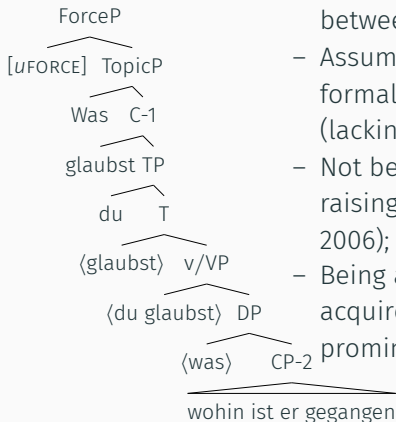 ForceP
[uFORCE] TopicP
Was C-1
glaubst TP
du T
⟨glaubst⟩ v/VP
⟨du glaubst⟩ DP
⟨was⟩ CP-2
wohin ist er gegangen
betwee
– Assum
formal
(lackin
– Not be
raising
2006);
– Being a
acquire
promin